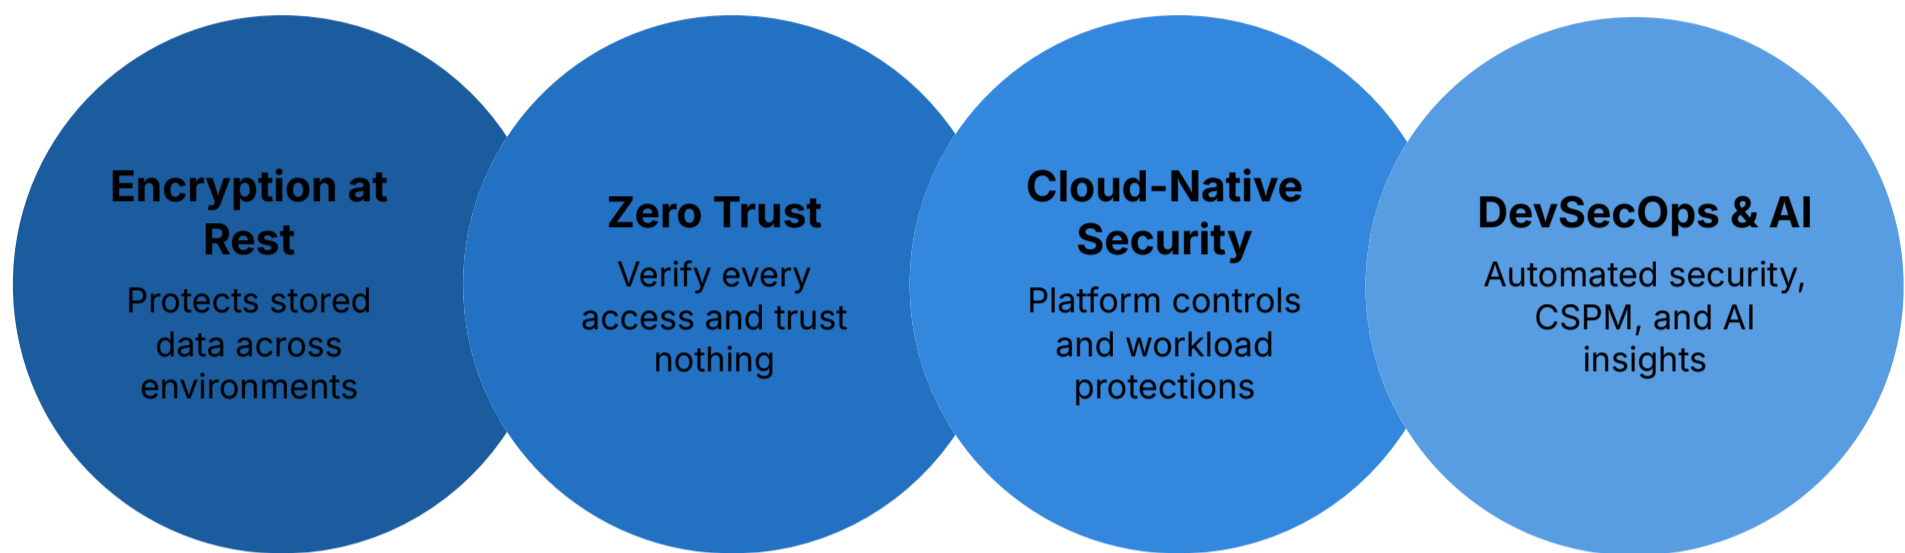 Encryption at
Rest
Protects stored
data across
environments
Zero Trust
Verify every
access and trust
nothing
Cloud-Native
Security
Platform controls
and workload
protections
DevSecOps & AI
Automated security,
CSPM, and AI
insights